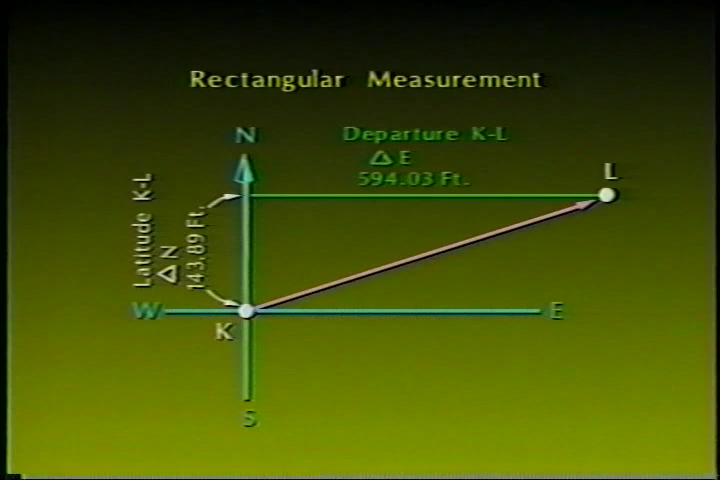 Rectangular Measurement
N
Departure K-L
Δ E
594.03 Ft.
L
Latitude K-L
Δ N
143.89 Ft.
W
E
K
S